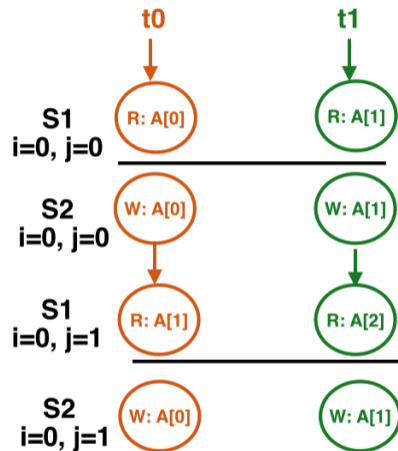 t0 t1
S1 R: A[0] R: A[1]
i=0, j=0
S2 W: A[0] W: A[1]
i=0, j=0
S1 R: A[1] R: A[2]
i=0, j=1
S2 W: A[0] W: A[1]
i=0, j=1